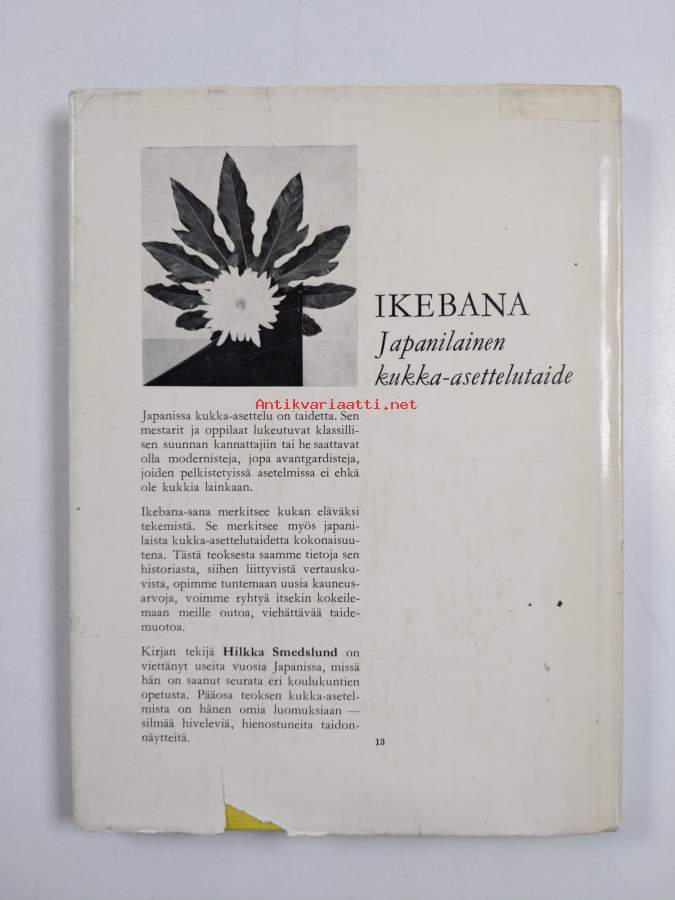 IKEBANA
Japanilainen
kukka-asettelutaide
Antikvariaatti.net
Japanissa kukka-asettelu on taidetta. Sen
mestarit ja oppilaat lukeutuvat klassilli-
sen suunnan kannattajiin tai he saattavat
olla modernisteja, jopa avantgardisteja,
joiden pelkistetyissä asetelmissa ei ehkä
ole kukkia lainkaan.
Ikebana-sana merkitsee kukan eläväksi
tekemistä. Se merkitsee myös japani-
laista kukka-asettelutaidetta kokonaisuu-
tena. Tästä teoksesta saamme tietoja sen
historiasta, siihen liittyvistä vertausku-
vista, opimme tuntemaan uusia kauneus-
arvoja, voimme ryhtyä itsekin kokeile-
maan meille outoa, viehättävää taide-
muotoa.
Kirjan tekijä Hilkka Smedslund on
viettänyt useita vuosia Japanissa, missä
hän on saanut seurata eri koulukuntien
opetusta. Pääosa teoksen kukka-asetel-
mista on hänen omia luomuksiaan —
silmää hiveleviä, hienostuneita taidon-
näytteitä.
13